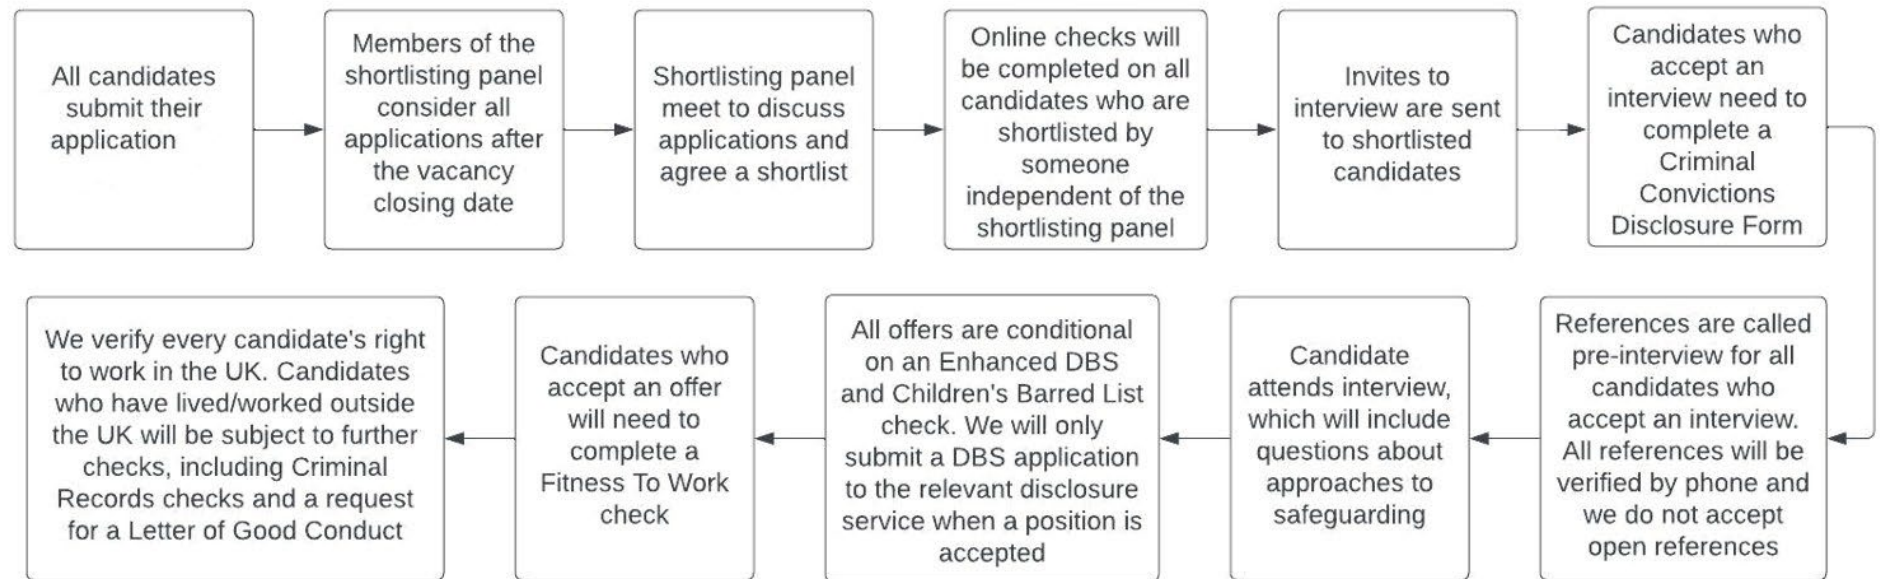 All candidates
submit their
application
Members of the
shortlisting panel
consider all
applications after
the vacancy
closing date
Shortlisting panel
meet to discuss
applications and
agree a shortlist
Online checks will
be completed on all
candidates who are
shortlisted by
someone
independent of the
shortlisting panel
Invites to
interview are sent
to shortlisted
candidates
Candidates who
accept an
interview need to
complete a
Criminal
Convictions
Disclosure Form
References are called
pre-interview for all
candidates who
accept an interview.
All references will be
verified by phone and
we do not accept
open references
Candidate
attends interview,
which will include
questions about
approaches to
safeguarding
All offers are conditional
on an Enhanced DBS
and Children's Barred List
check. We will only
submit a DBS application
to the relevant disclosure
service when a position is
accepted
Candidates who
accept an offer
will need to
complete a
Fitness To Work
check
We verify every candidate's right
to work in the UK. Candidates
who have lived/worked outside
the UK will be subject to further
checks, including Criminal
Records checks and a request
for a Letter of Good Conduct